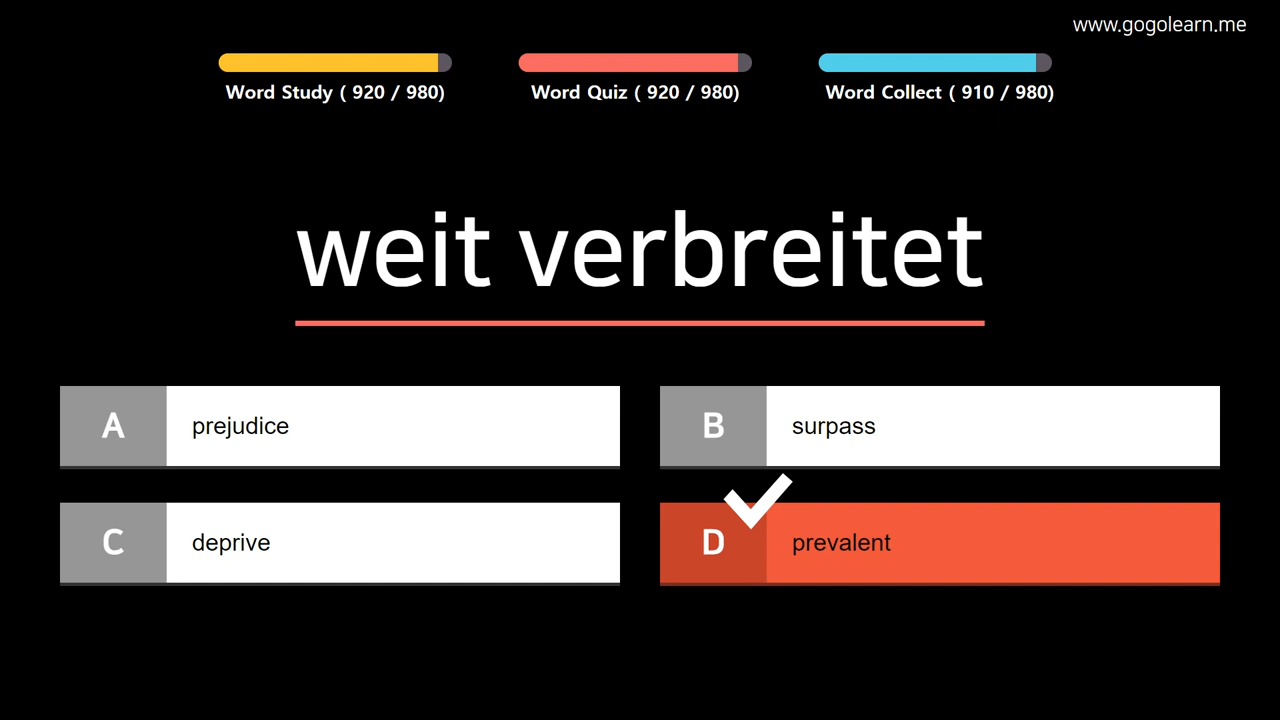 www.gogolearn.me
Word Study ( 920 / 980)
Word Quiz ( 920 / 980)
Word Collect ( 910 / 980)
weit verbreitet
A
prejudice
B
surpass
C
deprive
D
prevalent